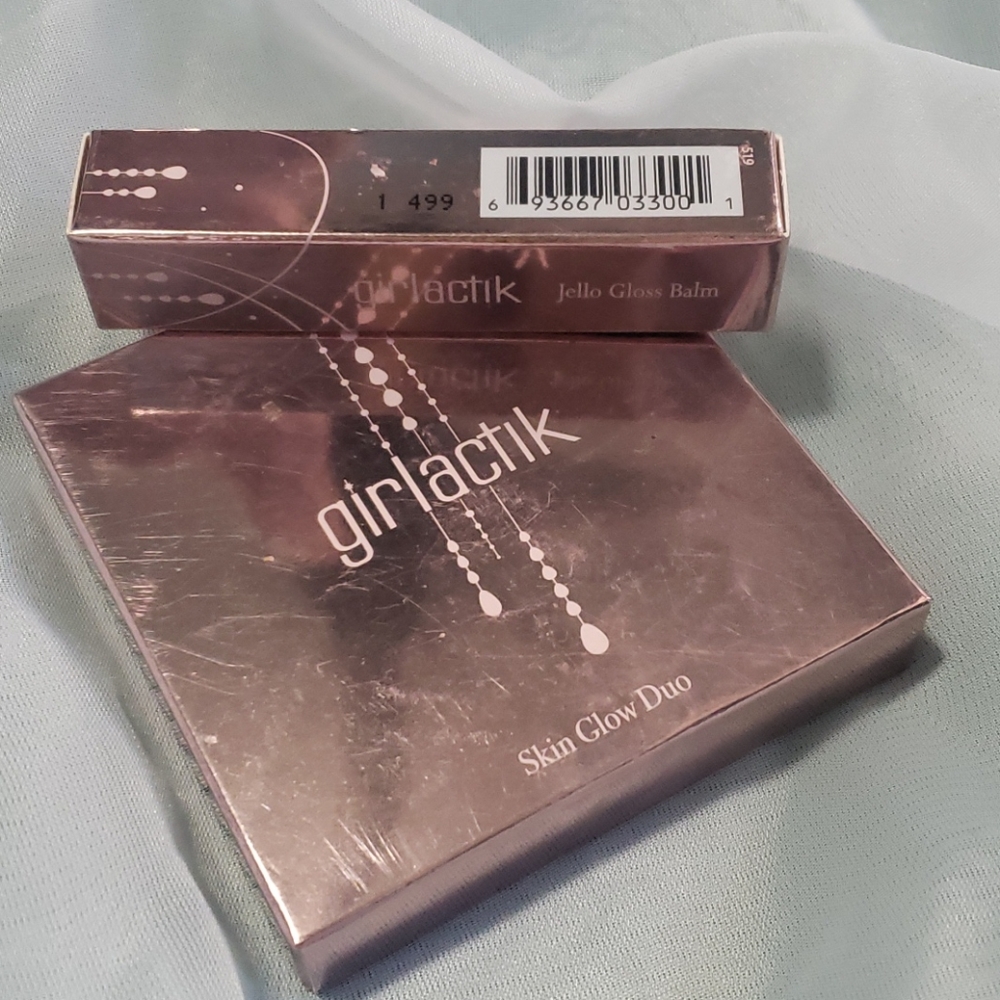 519
1 499
6 93667 03300 1
girlactik Jello Gloss Balm
girlactik
Skin Glow Duo